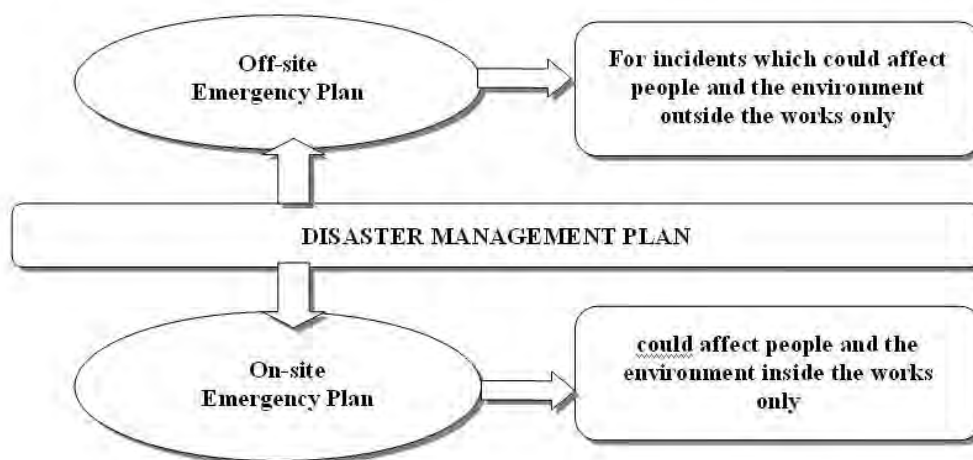 Off-site
Emergency Plan
For incidents which could affect
people and the environment
outside the works only
DISASTER MANAGEMENT PLAN
On-site
Emergency Plan
could affect people and the
environment inside the works
only